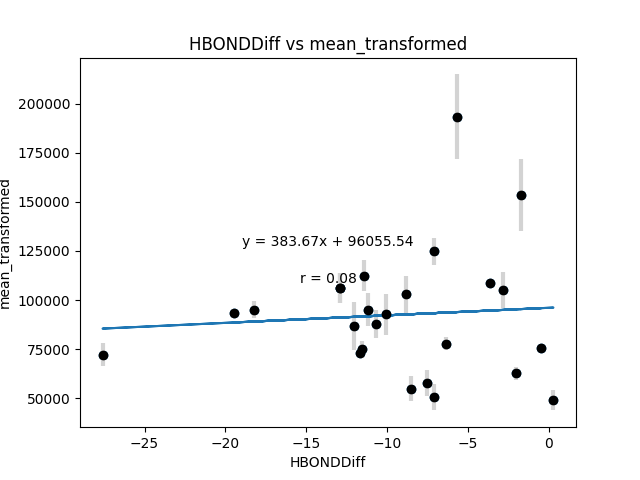 HBONDDiff vs mean_transformed
mean_transformed
200000
175000
150000
125000
100000
75000
50000
y = 383.67x + 96055.54
r = 0.08
−25
−20
−15
−10
−5
0
HBONDDiff